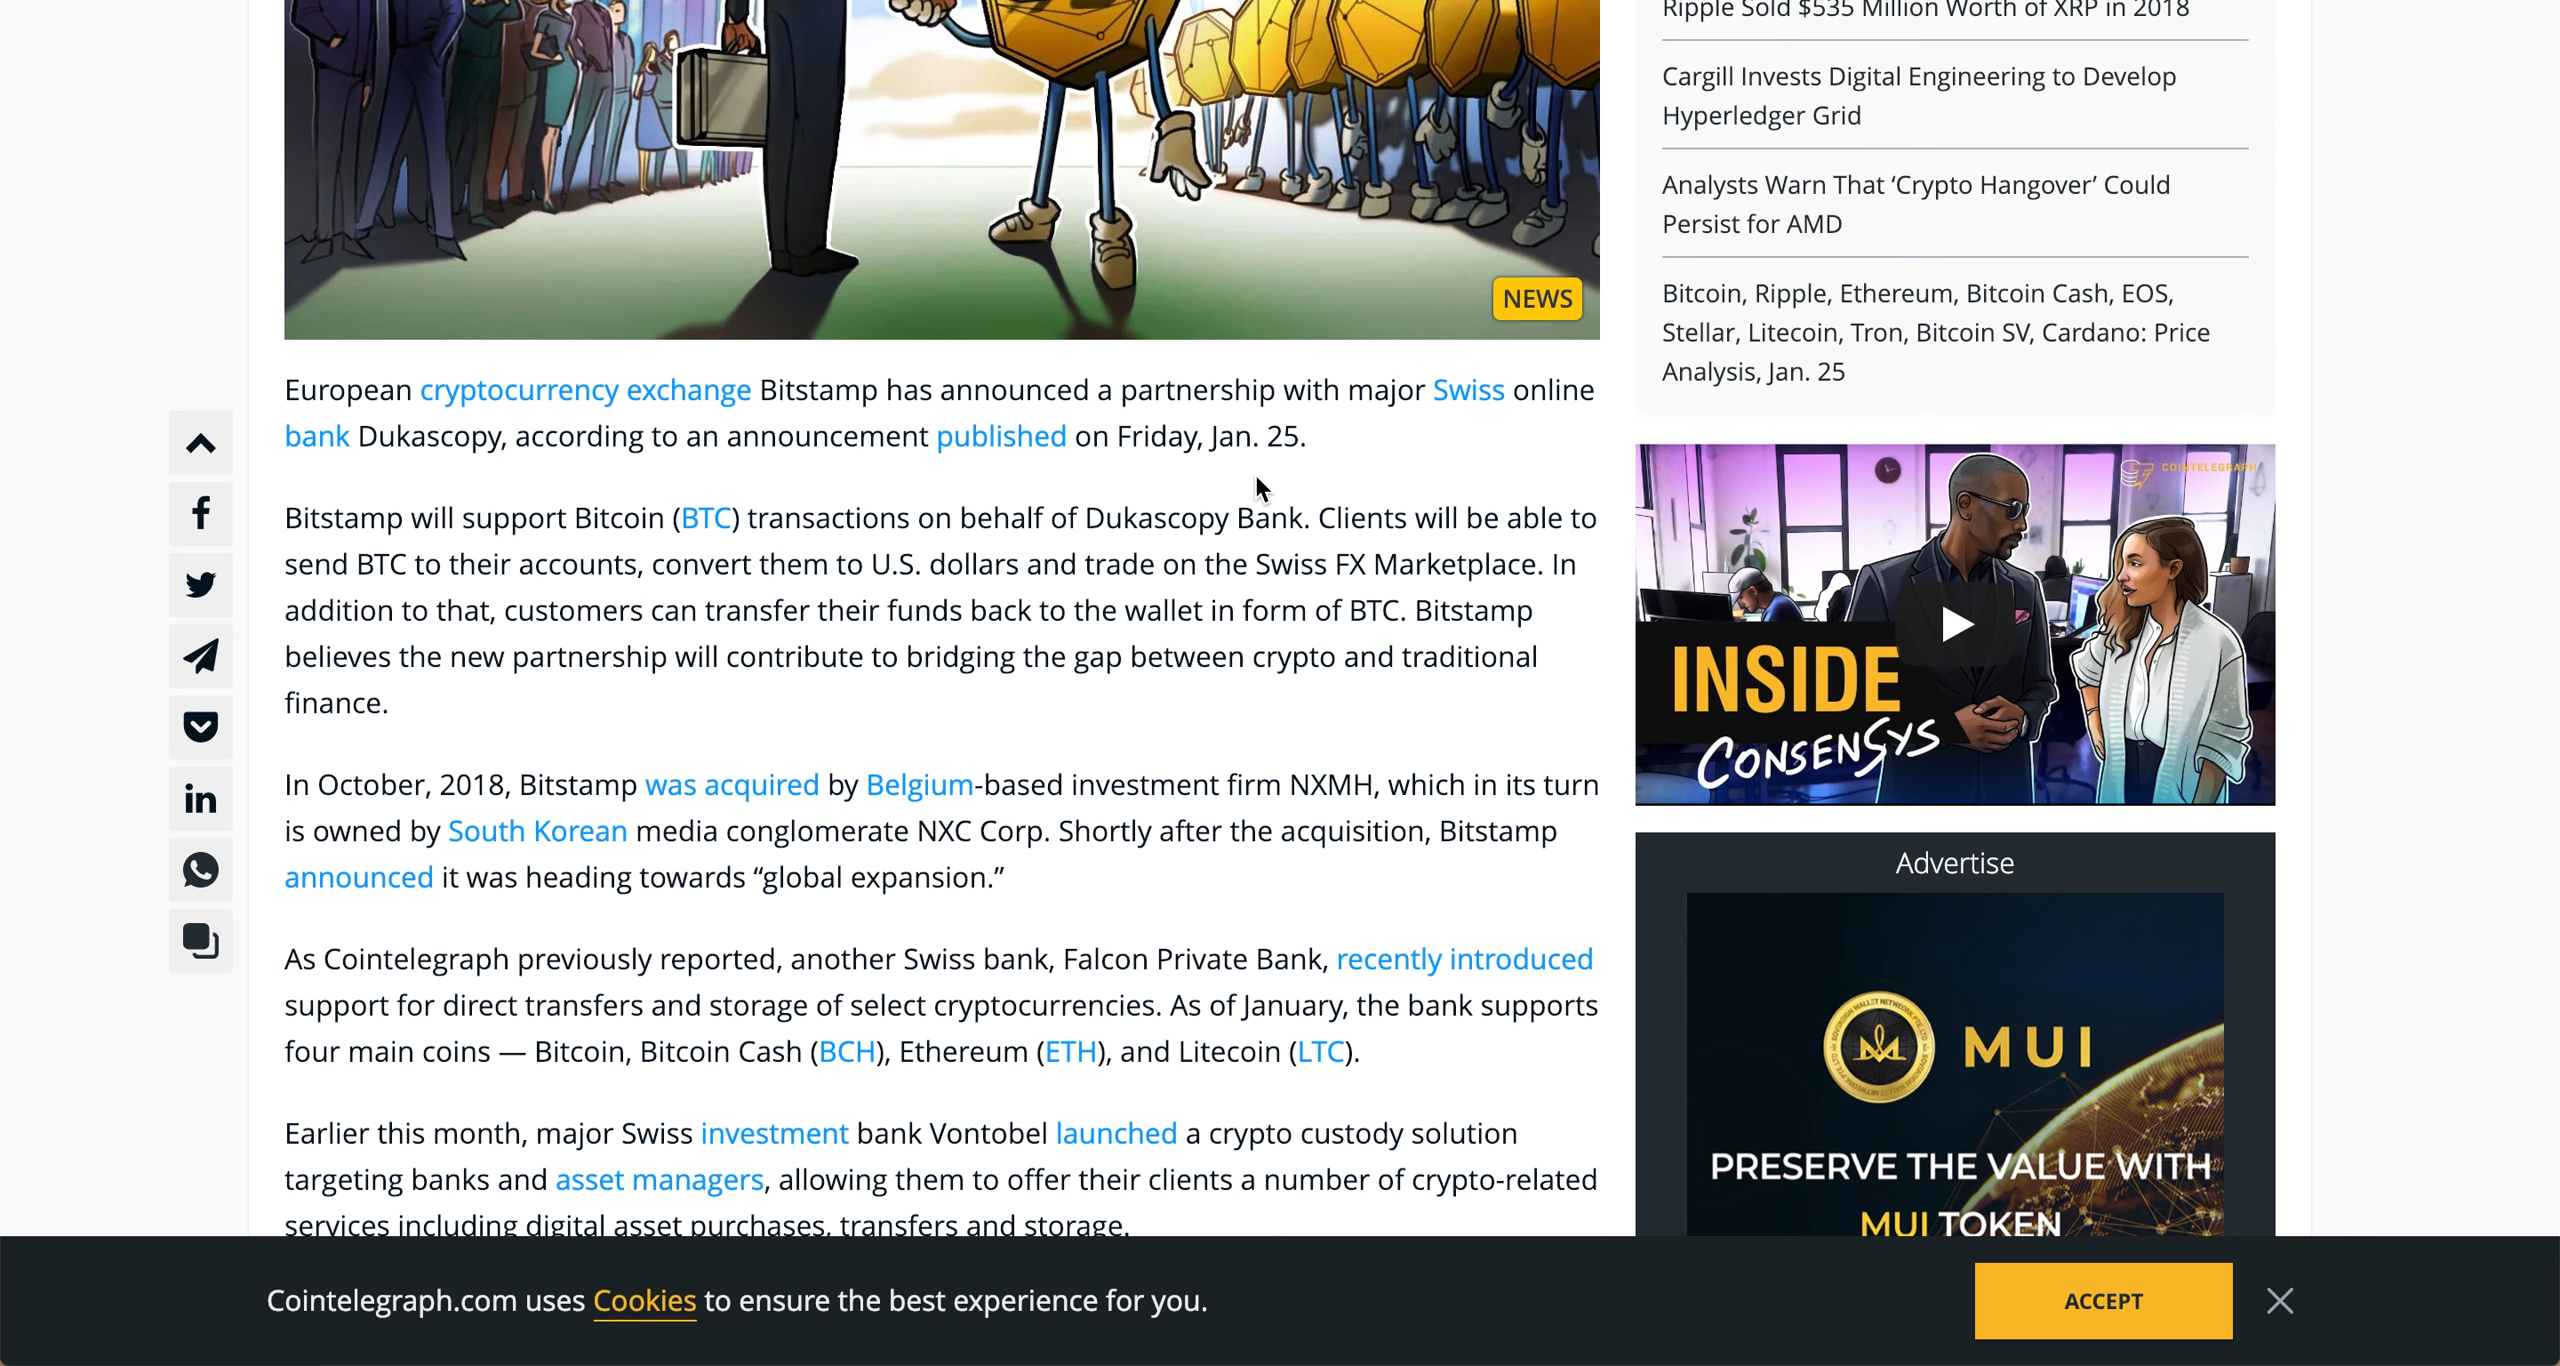 NEWS
European cryptocurrency exchange Bitstamp has announced a partnership with major Swiss online
bank Dukascopy, according to an announcement published on Friday, Jan. 25.
Bitstamp will support Bitcoin (BTC) transactions on behalf of Dukascopy Bank. Clients will be able to
send BTC to their accounts, convert them to U.S. dollars and trade on the Swiss FX Marketplace. In
addition to that, customers can transfer their funds back to the wallet in form of BTC. Bitstamp
believes the new partnership will contribute to bridging the gap between crypto and traditional
finance.
In October, 2018, Bitstamp was acquired by Belgium-based investment firm NXMH, which in its turn
is owned by South Korean media conglomerate NXC Corp. Shortly after the acquisition, Bitstamp
announced it was heading towards “global expansion.”
As Cointelegraph previously reported, another Swiss bank, Falcon Private Bank, recently introduced
support for direct transfers and storage of select cryptocurrencies. As of January, the bank supports
four main coins — Bitcoin, Bitcoin Cash (BCH), Ethereum (ETH), and Litecoin (LTC).
Earlier this month, major Swiss investment bank Vontobel launched a crypto custody solution
targeting banks and asset managers, allowing them to offer their clients a number of crypto-related
services including digital asset purchases, transfers and storage.
Ripple Sold $535 Million Worth of XRP in 2018
Cargill Invests Digital Engineering to Develop
Hyperledger Grid
Analysts Warn That ‘Crypto Hangover’ Could
Persist for AMD
Bitcoin, Ripple, Ethereum, Bitcoin Cash, EOS,
Stellar, Litecoin, Tron, Bitcoin SV, Cardano: Price
Analysis, Jan. 25
COINTELEGRAPH
INSIDE
CONSENSYS
Advertise
MUI
PRESERVE THE VALUE WITH
MUI TOKEN
Cointelegraph.com uses Cookies to ensure the best experience for you.
ACCEPT